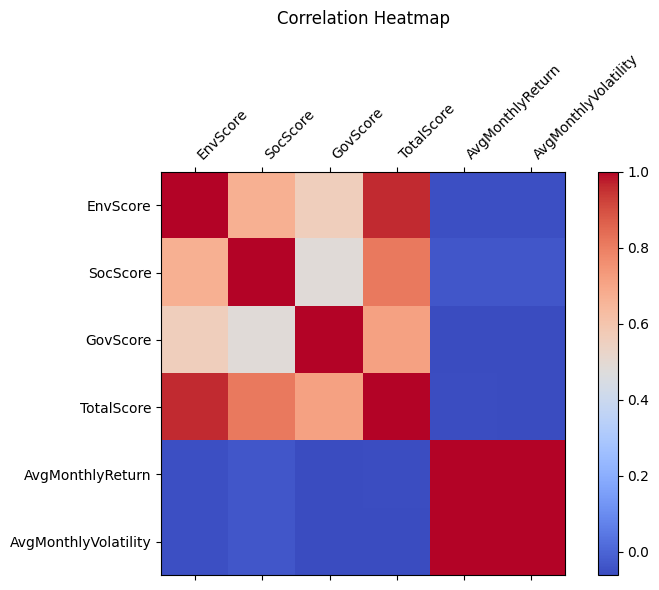 Correlation Heatmap
EnvScore
SocScore
GovScore
TotalScore
AvgMonthlyReturn
AvgMonthlyVolatility
EnvScore
SocScore
GovScore
TotalScore
AvgMonthlyReturn
AvgMonthlyVolatility
1.0
0.8
0.6
0.4
0.2
0.0